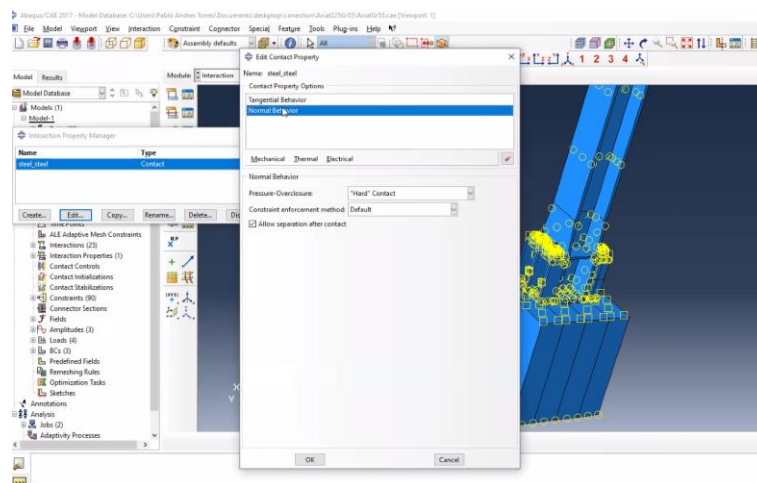 Abaqus/CAE 2017 - Model Database: C:\Users\Pablo Andres Torres\Documents\desktop\connection\Axial025Gr55\AxialGr55.cae [Viewport: 1]
File Model Viewport View Interaction Constraint Connector Special Feature Tools Plug-ins Help
Assembly defaults All
1 2 3 4
Model Results
Module: Interaction
Model Database
Models (1)
Model-1
Interaction Property Manager
Name Type
steel_steel Contact
Create... Edit... Copy... Rename... Delete...
ALE Adaptive Mesh Constraints
Interactions (25)
Interaction Properties (1)
Contact Controls
Contact Initializations
Contact Stabilizations
Constraints (90)
Connector Sections
Fields
Amplitudes (3)
Loads (4)
BCs (3)
Predefined Fields
Remeshing Rules
Optimization Tasks
Sketches
Annotations
Analysis
Jobs (2)
Adaptivity Processes
Edit Contact Property
Name: steel_steel
Contact Property Options
Tangential Behavior
Normal Behavior
Mechanical Thermal Electrical
Normal Behavior
Pressure-Overclosure: "Hard" Contact
Constraint enforcement method: Default
Allow separation after contact
OK Cancel
X
Y